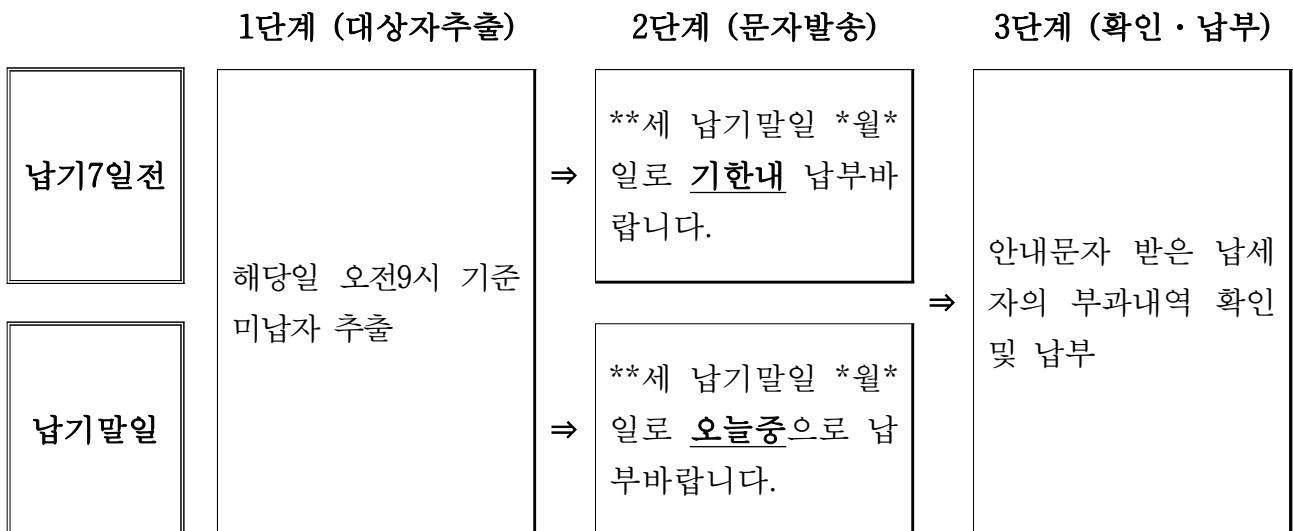 1단계 (대상자추출) 2단계 (문자발송) 3단계 (확인・납부)
납기7일전
해당일 오전9시 기준
미납자 추출
⇒
**세 납기말일 *월*
일로 기한내 납부바
랍니다.
⇒
안내문자 받은 납세
자의 부과내역 확인
및 납부
납기말일
⇒
**세 납기말일 *월*
일로 오늘중으로 납
부바랍니다.